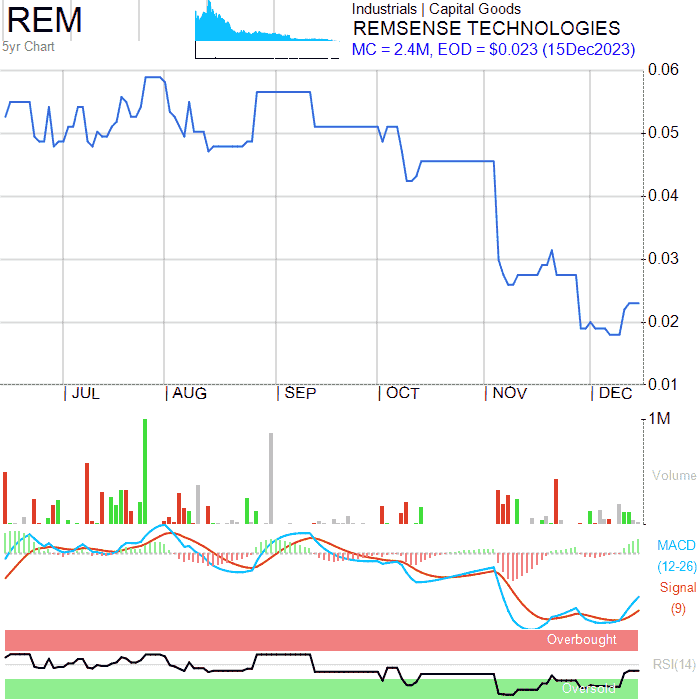 REM
5yr Chart
Industrials | Capital Goods
REMSENSE TECHNOLOGIES
MC = 2.4M, EOD = $0.023 (15Dec2023)
0.06
0.05
0.04
0.03
0.02
0.01
JUL AUG SEP OCT NOV DEC
1M
Volume
MACD
(12-26)
Signal
(9)
Overbought
RSI(14)
Oversold